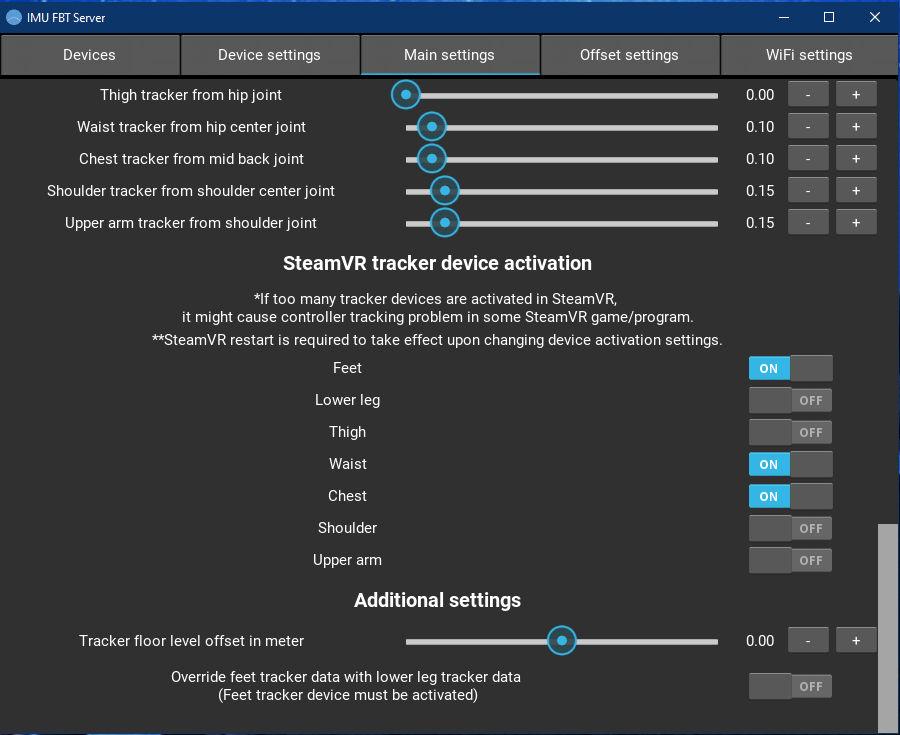 IMU FBT Server
Devices Device settings Main settings Offset settings WiFi settings
Thigh tracker from hip joint 0.00 - +
Waist tracker from hip center joint 0.10 - +
Chest tracker from mid back joint 0.10 - +
Shoulder tracker from shoulder center joint 0.15 - +
Upper arm tracker from shoulder joint 0.15 - +
SteamVR tracker device activation
*If too many tracker devices are activated in SteamVR,
it might cause controller tracking problem in some SteamVR game/program.
**SteamVR restart is required to take effect upon changing device activation settings.
Feet ON
Lower leg OFF
Thigh OFF
Waist ON
Chest ON
Shoulder OFF
Upper arm OFF
Additional settings
Tracker floor level offset in meter 0.00 - +
Override feet tracker data with lower leg tracker data
(Feet tracker device must be activated) OFF